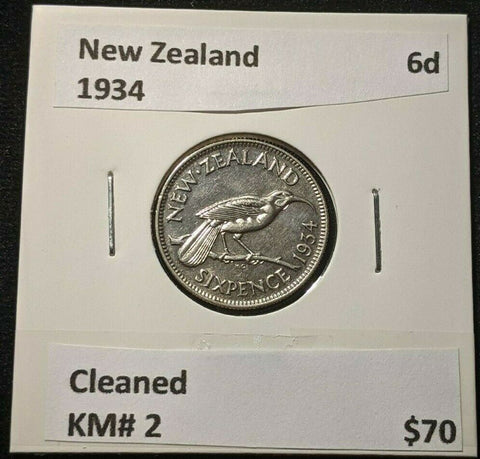 New Zealand 6d
1934
NEW·ZEALAND
SIXPENCE 1934
Cleaned
KM# 2 $70